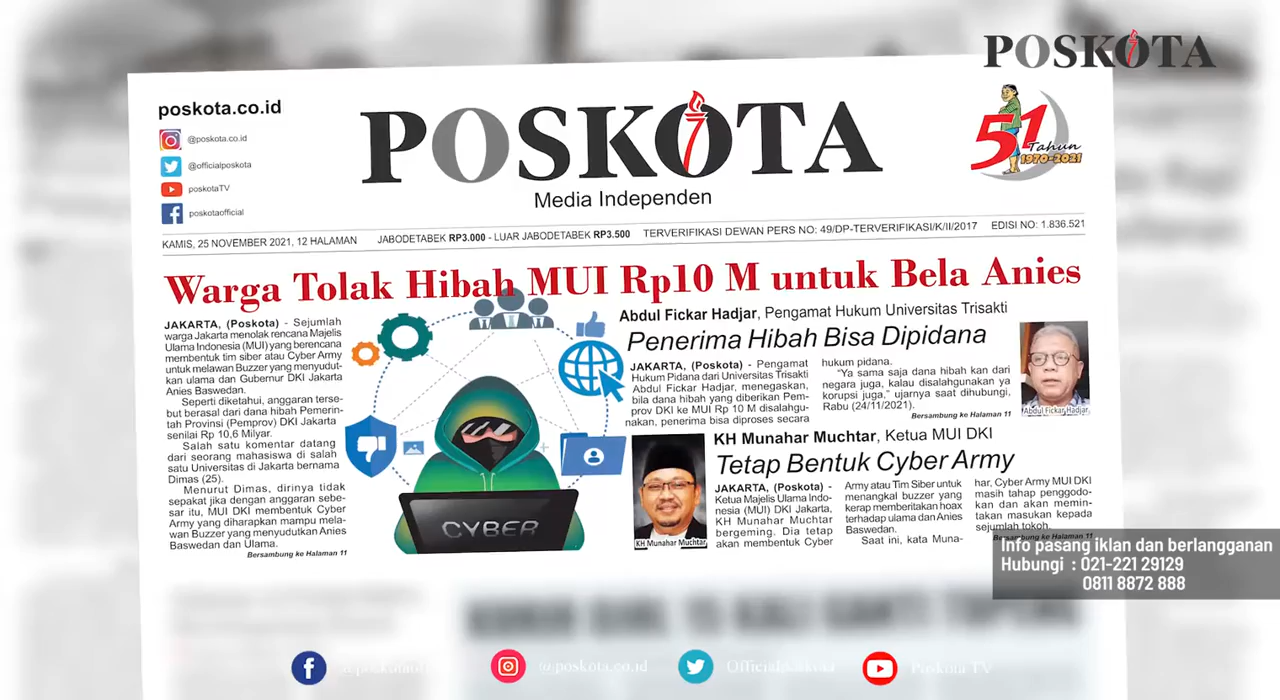 POSKOTA
poskota.co.id
@poskota.co.id
@officialposkota
poskotaTV
poskotaofficial
POSKOTA
Media Independen
51
Tahun
1970-2021
KAMIS, 25 NOVEMBER 2021, 12 HALAMAN
JABODETABEK RP3.000 - LUAR JABODETABEK RP3.500
TERVERIFIKASI DEWAN PERS NO: 49/DP-TERVERIFIKASI/K/II/2017
EDISI NO: 1.836.521
Warga Tolak Hibah MUI Rp10 M untuk Bela Anies
JAKARTA, (Poskota) - Sejumlah
warga Jakarta menolak rencana Majelis
Ulama Indonesia (MUI) yang berencana
membentuk tim siber atau Cyber Army
untuk melawan Buzzer yang menyudut-
kan ulama dan Gubernur DKI Jakarta
Anies Baswedan.
Seperti diketahui, anggaran terse-
but berasal dari dana hibah Pemerin-
tah Provinsi (Pemprov) DKI Jakarta
senilai Rp 10,6 Milyar.
Salah satu komentar datang
dari seorang mahasiswa di salah
satu Universitas di Jakarta bernama
Dimas (25).
Menurut Dimas, dirinya tidak
sepakat jika dengan anggaran sebe-
sar itu, MUI DKI membentuk Cyber
Army yang diharapkan mampu mela-
wan Buzzer yang menyudutkan Anies
Baswedan dan Ulama.
Bersambung ke Halaman 11
CYBER
Abdul Fickar Hadjar, Pengamat Hukum Universitas Trisakti
Penerima Hibah Bisa Dipidana
JAKARTA, (Poskota) - Pengamat
Hukum Pidana dari Universitas Trisakti
Abdul Fickar Hadjar, menegaskan,
bila dana hibah yang diberikan Pem-
prov DKI ke MUI Rp 10 M disalahgu-
nakan, penerima bisa diproses secara
hukum pidana.
"Ya sama saja dana hibah kan dari
negara juga, kalau disalahgunakan ya
korupsi juga," ujarnya saat dihubungi,
Rabu (24/11/2021).
Bersambung ke Halaman 11
Abdul Fickar Hadjar
KH Munahar Muchtar, Ketua MUI DKI
Tetap Bentuk Cyber Army
KH Munahar Muchtar
JAKARTA, (Poskota) -
Ketua Majelis Ulama Indo-
nesia (MUI) DKI Jakarta,
KH Munahar Muchtar
bergeming. Dia tetap
akan membentuk Cyber
Army atau Tim Siber untuk
menangkal buzzer yang
kerap memberitakan hoax
terhadap ulama dan Anies
Baswedan.
Saat ini, kata Muna-
har, Cyber Army MUI DKI
masih tahap penggodo-
kan dan akan memin-
takan masukan kepada
sejumlah tokoh.
Bersambung ke Halaman 11
Info pasang iklan dan berlangganan
Hubungi : 021-221 29129
0811 8872 888
@poskota.co.id
Poskota TV